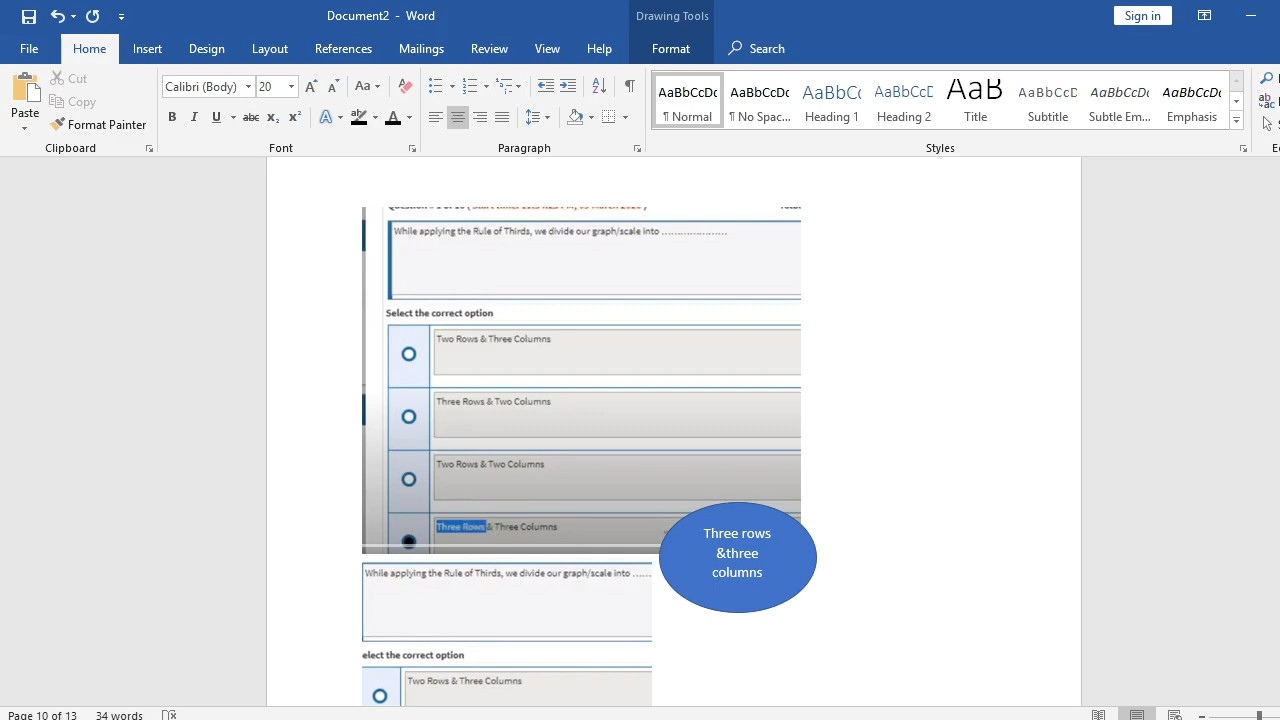 Document2 - Word
Drawing Tools
Sign in
File Home Insert Design Layout References Mailings Review View Help Format Search
Paste
Cut
Copy
Format Painter
Clipboard
Calibri (Body) 20
Font
Paragraph
AaBbCcDc AaBbCcDc AaBbCc AaBbCcD AaB AaBbCcD AaBbCcDc AaBbCcDc
¶ Normal ¶ No Spac... Heading 1 Heading 2 Title Subtitle Subtle Em... Emphasis
Styles
While applying the Rule of Thirds, we divide our graph/scale into .....................
Select the correct option
Two Rows & Three Columns
Three Rows & Two Columns
Two Rows & Two Columns
Three Rows & Three Columns
Three rows
&three
columns
While applying the Rule of Thirds, we divide our graph/scale into ......
elect the correct option
Two Rows & Three Columns
Page 10 of 13 34 words